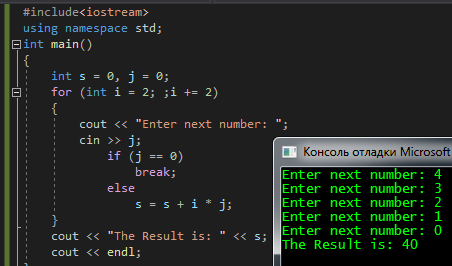 #include<iostream>
using namespace std;
int main()
{
int s = 0, j = 0;
for (int i = 2; ;i += 2)
{
cout << "Enter next number: ";
cin >> j;
if (j == 0)
break;
else
s = s + i * j;
}
cout << "The Result is: " << s;
cout << endl;
Консоль отладки Microsoft
Enter next number: 4
Enter next number: 3
Enter next number: 2
Enter next number: 1
Enter next number: 0
The Result is: 40